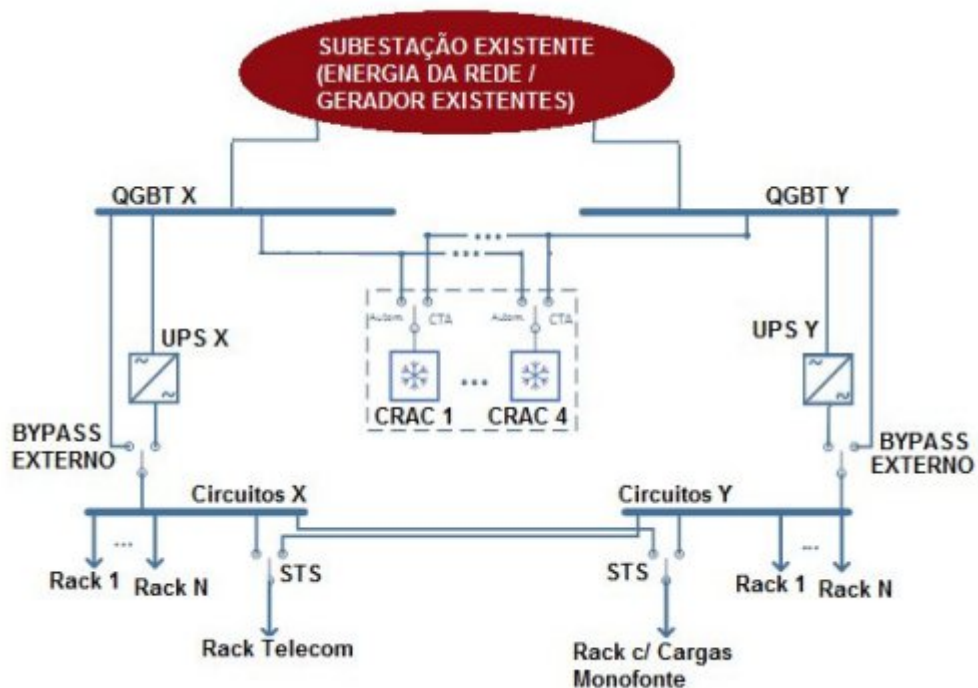 SUBESTAÇÃO EXISTENTE
(ENERGIA DA REDE /
GERADOR EXISTENTES)
QGBT X
QGBT Y
Autom.
CTA
Autom.
CTA
UPS X
UPS Y
CRAC 1
...
CRAC 4
BYPASS
EXTERNO
BYPASS
EXTERNO
Circuitos X
Circuitos Y
...
Rack 1
Rack N
STS
STS
...
Rack 1
Rack N
Rack Telecom
Rack c/ Cargas
Monofonte